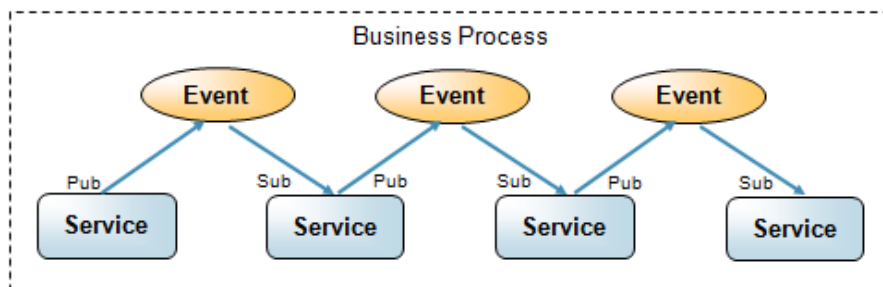 Business Process
Event Event Event
Pub Sub Pub Sub Pub Sub
Service Service Service Service